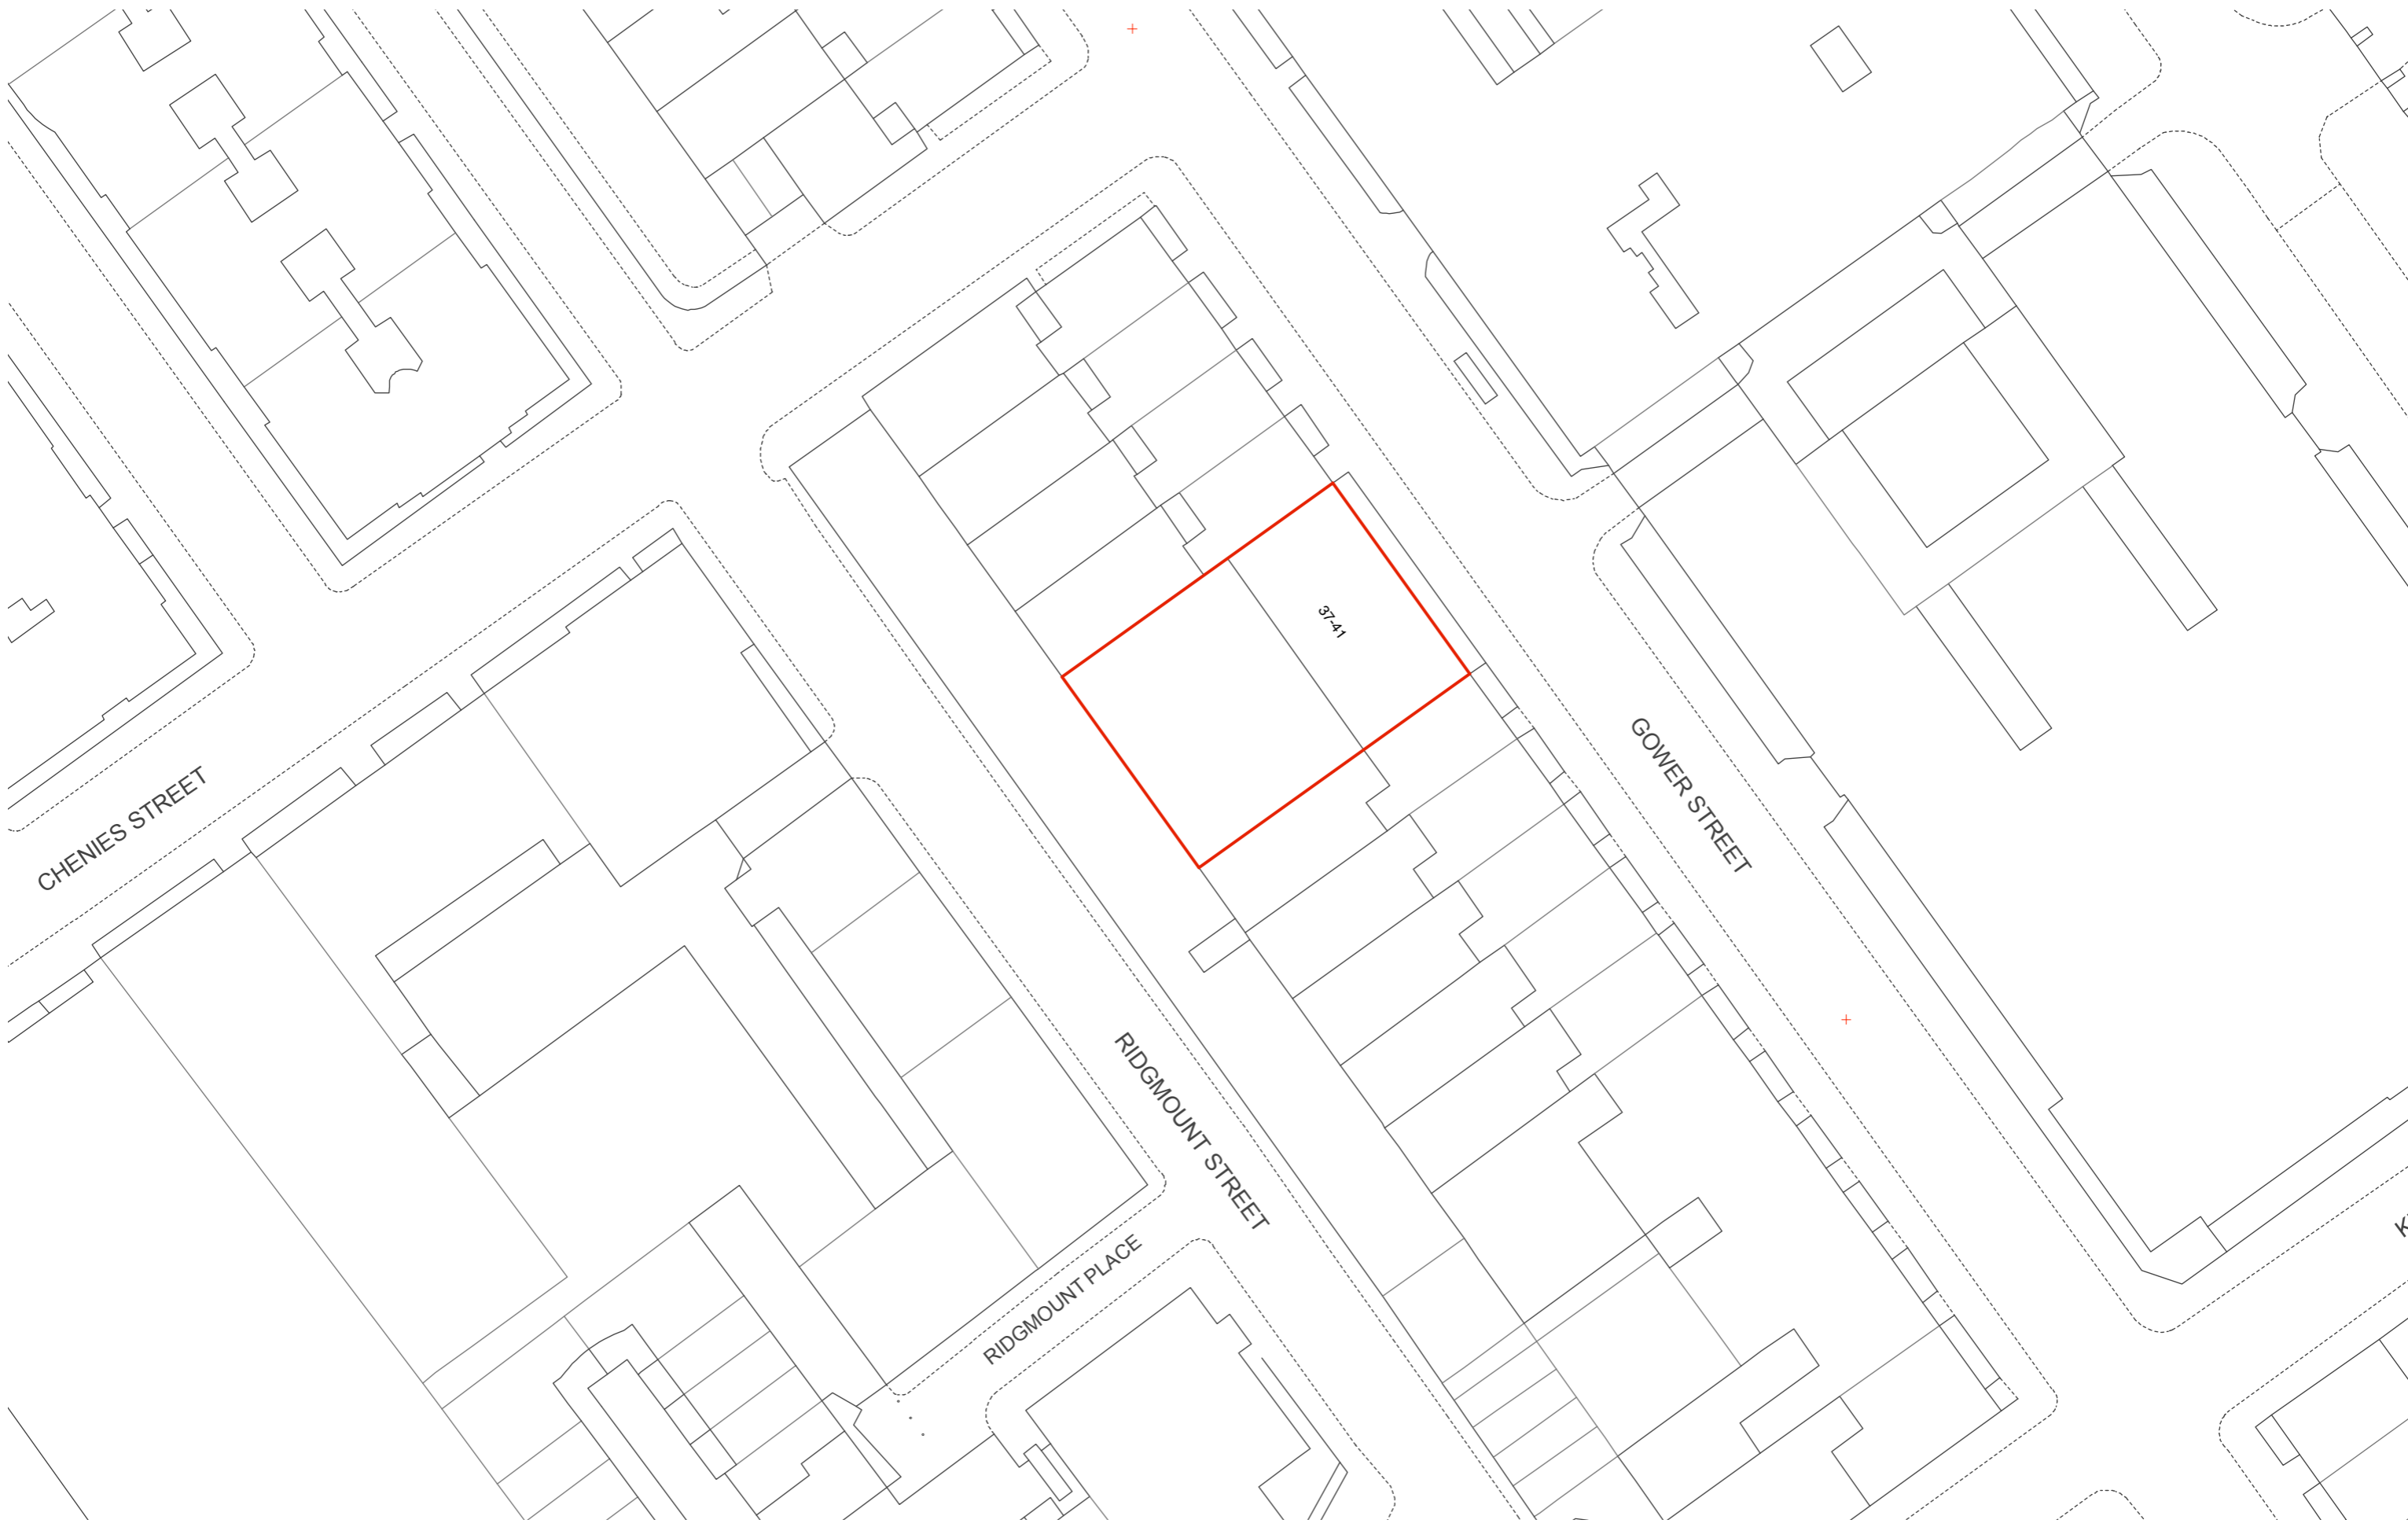 37-41
GOWER STREET
CHENIES STREET
RIDGMOUNT STREET
RIDGMOUNT PLACE